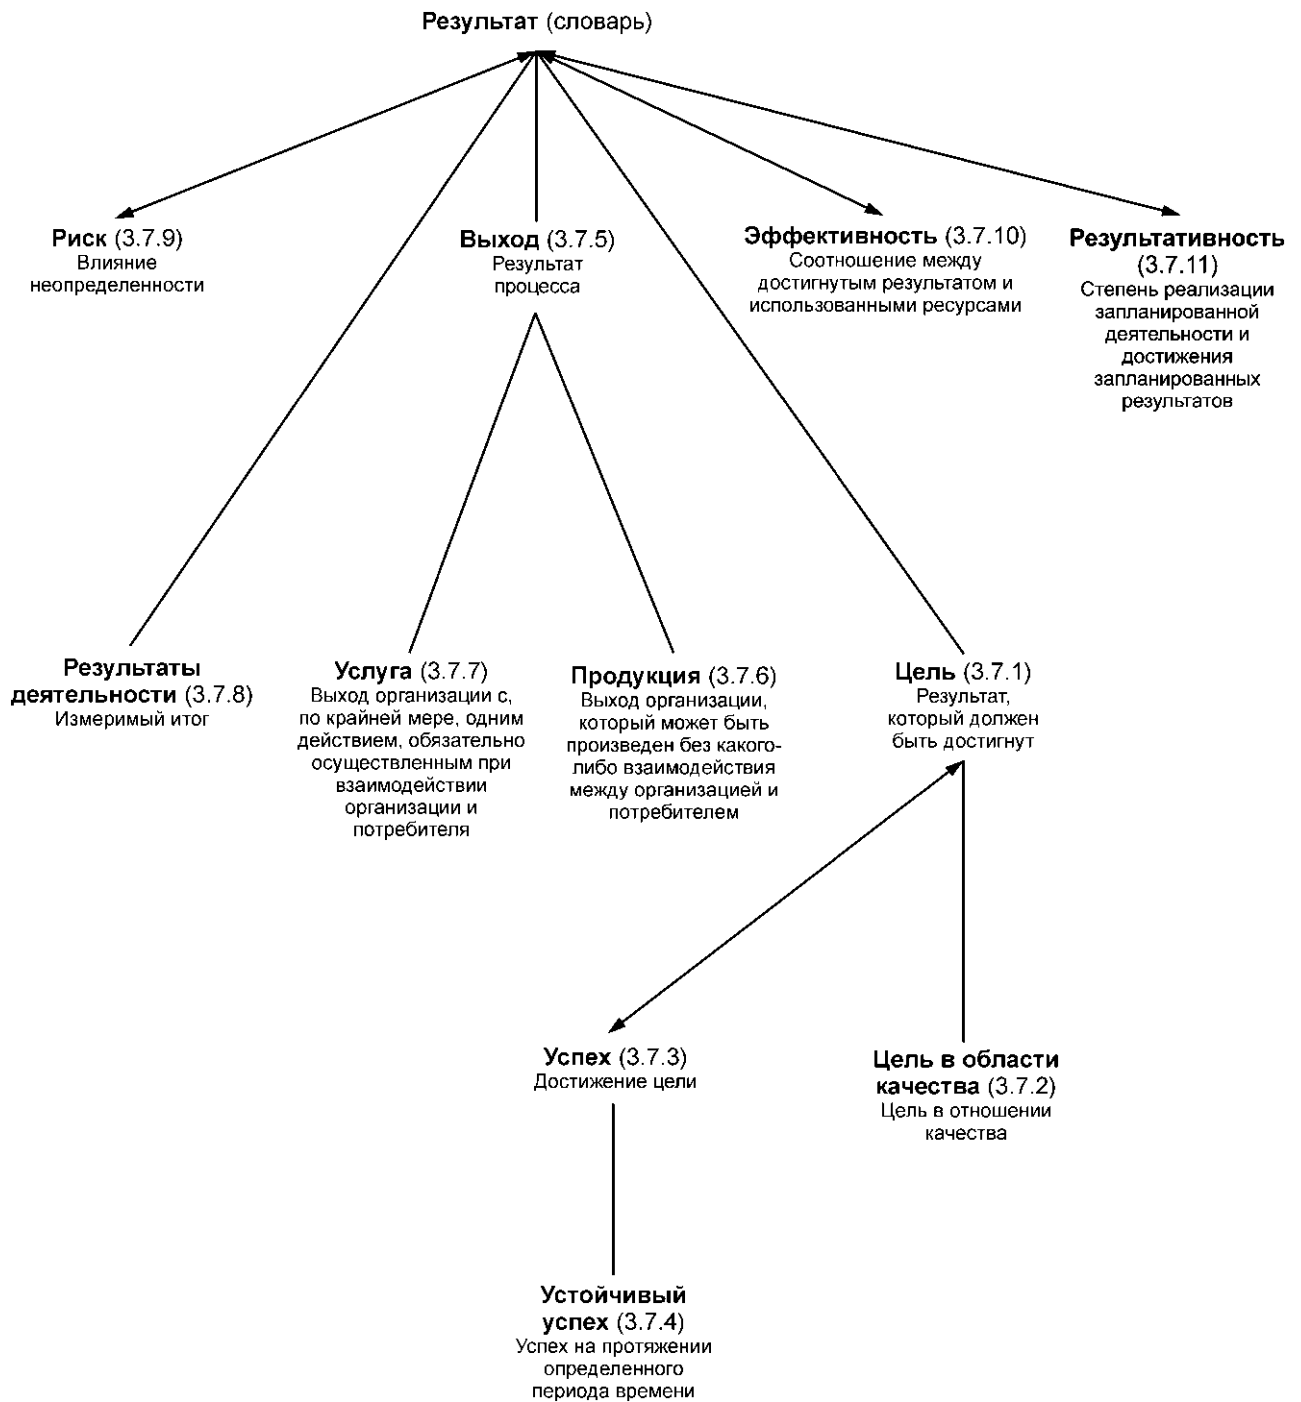 Результат (словарь)
Риск (3.7.9)
Влияние
неопределенности
Выход (3.7.5)
Результат
процесса
Эффективность (3.7.10)
Соотношение между
достигнутым результатом и
использованными ресурсами
Результативность
(3.7.11)
Степень реализации
запланированной
деятельности и
достижения
запланированных
результатов
Результаты
деятельности (3.7.8)
Измеримый итог
Услуга (3.7.7)
Выход организации с,
по крайней мере, одним
действием, обязательно
осуществленным при
взаимодействии
организации и
потребителя
Продукция (3.7.6)
Выход организации,
который может быть
произведен без какого-
либо взаимодействия
между организацией и
потребителем
Цель (3.7.1)
Результат,
который должен
быть достигнут
Успех (3.7.3)
Достижение цели
Цель в области
качества (3.7.2)
Цель в отношении
качества
Устойчивый
успех (3.7.4)
Успех на протяжении
определенного
периода времени